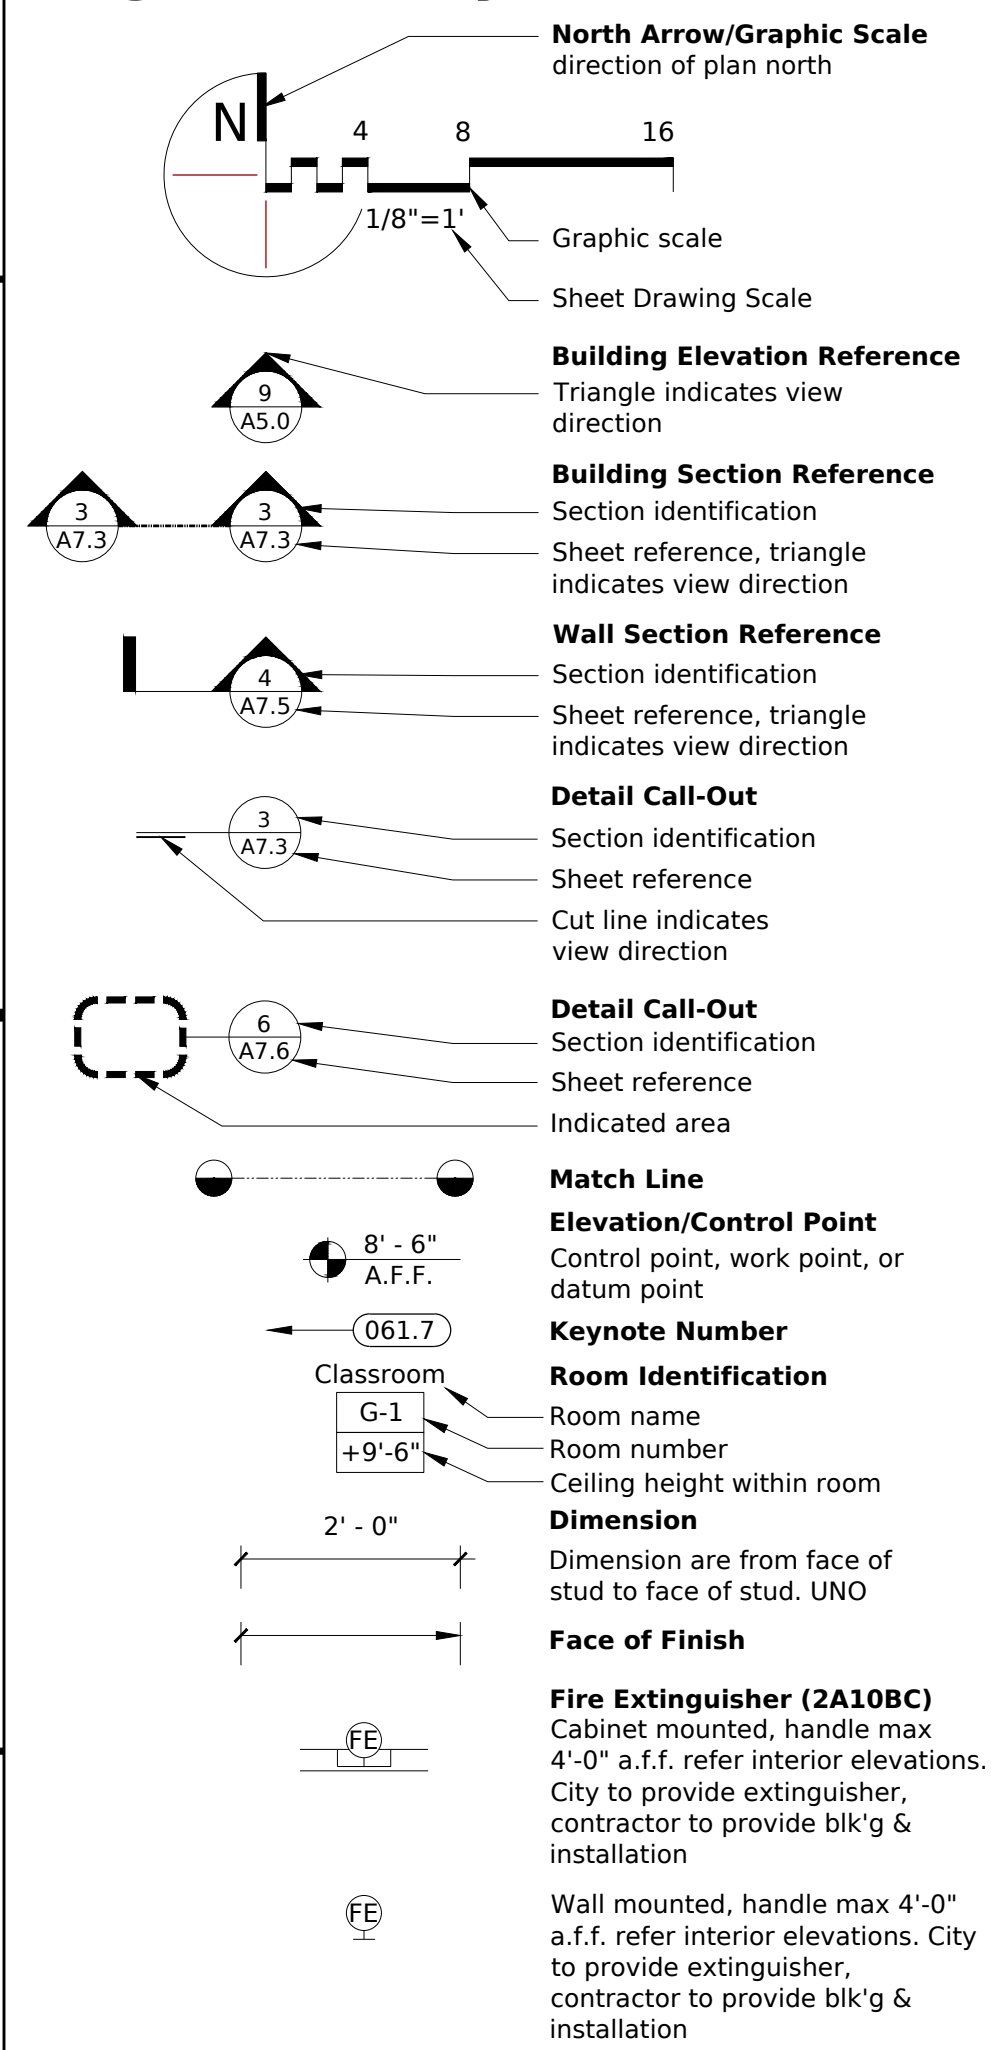 North Arrow/Graphic Scale
direction of plan north
N
4 8 16
1/8"=1'
Graphic scale
Sheet Drawing Scale
Building Elevation Reference
9
A5.0
Triangle indicates view
direction
Building Section Reference
3
A7.3
3
A7.3
Section identification
Sheet reference, triangle
indicates view direction
Wall Section Reference
4
A7.5
Section identification
Sheet reference, triangle
indicates view direction
Detail Call-Out
3
A7.3
Section identification
Sheet reference
Cut line indicates
view direction
Detail Call-Out
6
A7.6
Section identification
Sheet reference
Indicated area
Match Line
Elevation/Control Point
8' - 6"
A.F.F.
Control point, work point, or
datum point
061.7
Keynote Number
Classroom
G-1
+9'-6"
Room Identification
Room name
Room number
Ceiling height within room
2' - 0"
Dimension
Dimension are from face of
stud to face of stud. UNO
Face of Finish
Fire Extinguisher (2A10BC)
FE
Cabinet mounted, handle max
4'-0" a.f.f. refer interior elevations.
City to provide extinguisher,
contractor to provide blk'g &
installation
FE
Wall mounted, handle max 4'-0"
a.f.f. refer interior elevations. City
to provide extinguisher,
contractor to provide blk'g &
installation